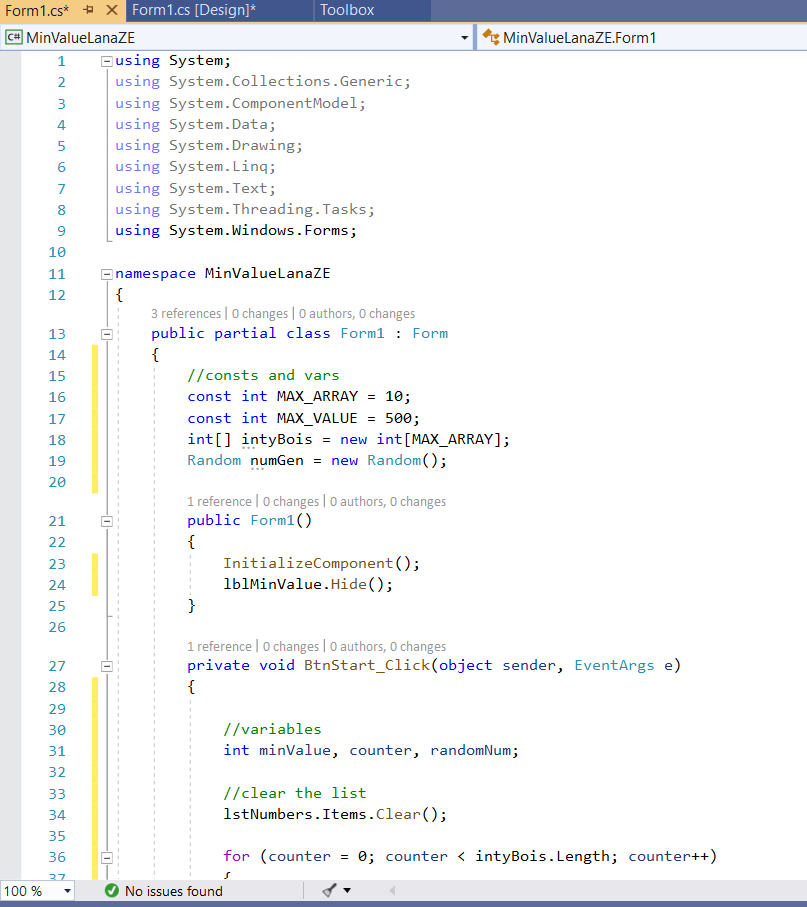 Form1.cs* Form1.cs [Design]* Toolbox
C# MinValueLanaZE MinValueLanaZE.Form1
1 using System;
2 using System.Collections.Generic;
3 using System.ComponentModel;
4 using System.Data;
5 using System.Drawing;
6 using System.Linq;
7 using System.Text;
8 using System.Threading.Tasks;
9 using System.Windows.Forms;
10
11 namespace MinValueLanaZE
12 {
3 references | 0 changes | 0 authors, 0 changes
13 public partial class Form1 : Form
14 {
15 //consts and vars
16 const int MAX_ARRAY = 10;
17 const int MAX_VALUE = 500;
18 int[] intyBois = new int[MAX_ARRAY];
19 Random numGen = new Random();
20
1 reference | 0 changes | 0 authors, 0 changes
21 public Form1()
22 {
23 InitializeComponent();
24 lblMinValue.Hide();
25 }
26
1 reference | 0 changes | 0 authors, 0 changes
27 private void BtnStart_Click(object sender, EventArgs e)
28 {
29
30 //variables
31 int minValue, counter, randomNum;
32
33 //clear the list
34 lstNumbers.Items.Clear();
35
36 for (counter = 0; counter < intyBois.Length; counter++)
37 {
100 % No issues found